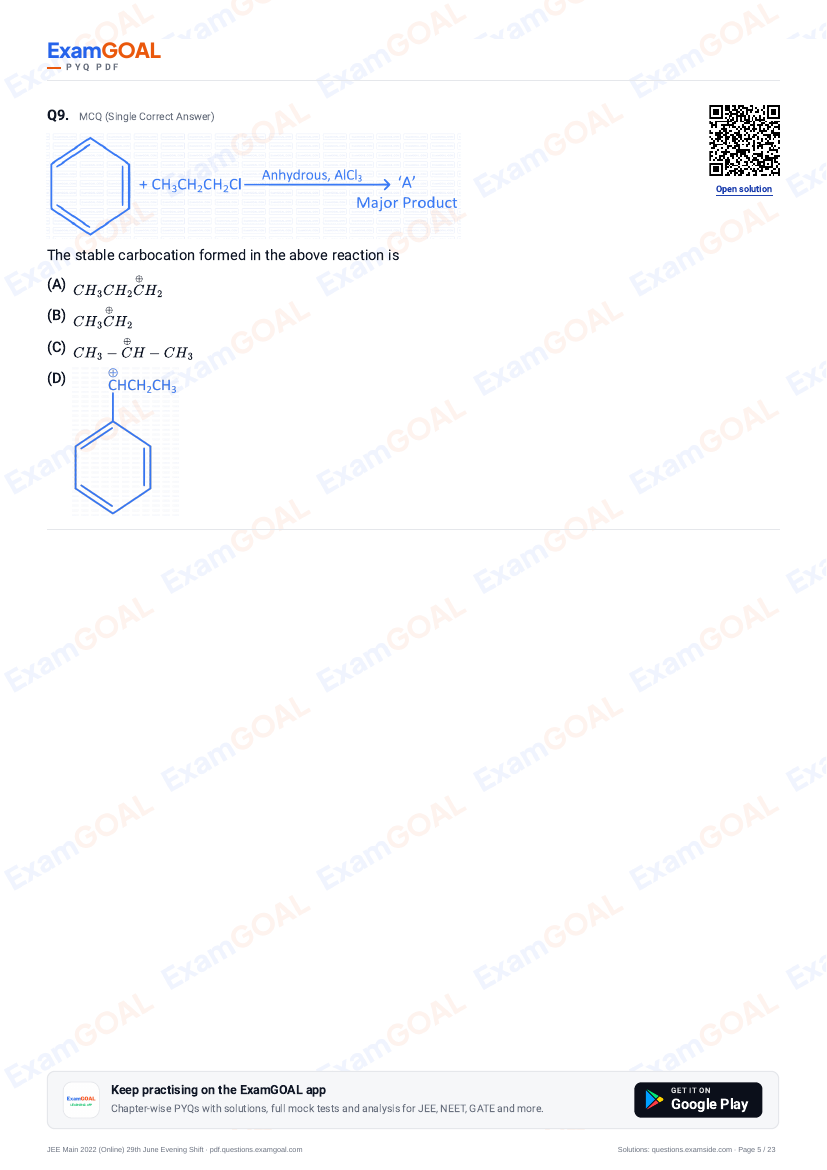 ExamGOAL
PYQ PDF
Q9. MCQ (Single Correct Answer)
Open solution
+ CH₃CH₂CH₂Cl Anhydrous, AlCl₃ 'A'
Major Product
The stable carbocation formed in the above reaction is
(A) CH₃CH₂C⊕H₂
(B) CH₃C⊕H₂
(C) CH₃ − C⊕H − CH₃
(D) ⊕CHCH₂CH₃
Keep practising on the ExamGOAL app
Chapter-wise PYQs with solutions, full mock tests and analysis for JEE, NEET, GATE and more.
GET IT ON
Google Play
JEE Main 2022 (Online) 29th June Evening Shift · pdf.questions.examgoal.com
Solutions: questions.examside.com · Page 5 / 23